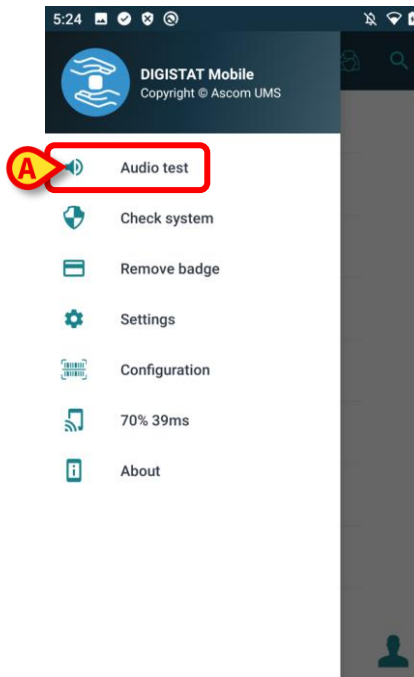 5:24
DIGISTAT Mobile
Copyright © Ascom UMS
A
Audio test
Check system
Remove badge
Settings
Configuration
70% 39ms
About